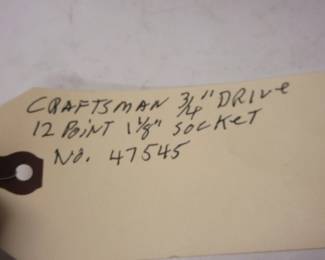 CRAFTSMAN 3/4" DRIVE
12 POINT 1 1/8" SOCKET
NO. 47545